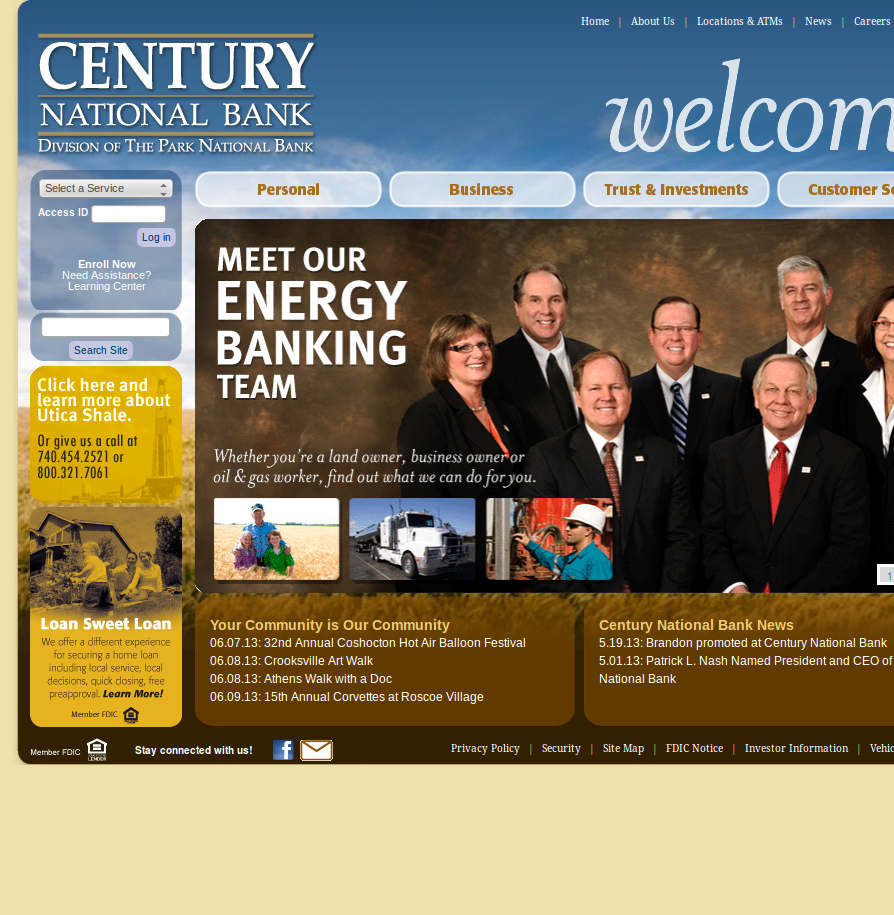 Home | About Us | Locations & ATMs | News | Careers
CENTURY
NATIONAL BANK
DIVISION OF THE PARK NATIONAL BANK
welcom
Select a Service
Access ID
Log in
Enroll Now
Need Assistance?
Learning Center
Search Site
Personal
Business
Trust & Investments
Customer Se
MEET OUR
ENERGY
BANKING
TEAM
Whether you're a land owner, business owner or
oil & gas worker, find out what we can do for you.
1
Click here and
learn more about
Utica Shale.
Or give us a call at
740.454.2521 or
800.321.7061
Loan Sweet Loan
We offer a different experience
for securing a home loan
including local service, local
decisions, quick closing, free
preapproval. Learn More!
Member FDIC
Your Community is Our Community
06.07.13: 32nd Annual Coshocton Hot Air Balloon Festival
06.08.13: Crooksville Art Walk
06.08.13: Athens Walk with a Doc
06.09.13: 15th Annual Corvettes at Roscoe Village
Century National Bank News
5.19.13: Brandon promoted at Century National Bank
5.01.13: Patrick L. Nash Named President and CEO of
National Bank
Member FDIC
LENDER
Stay connected with us!
Privacy Policy | Security | Site Map | FDIC Notice | Investor Information | Vehic